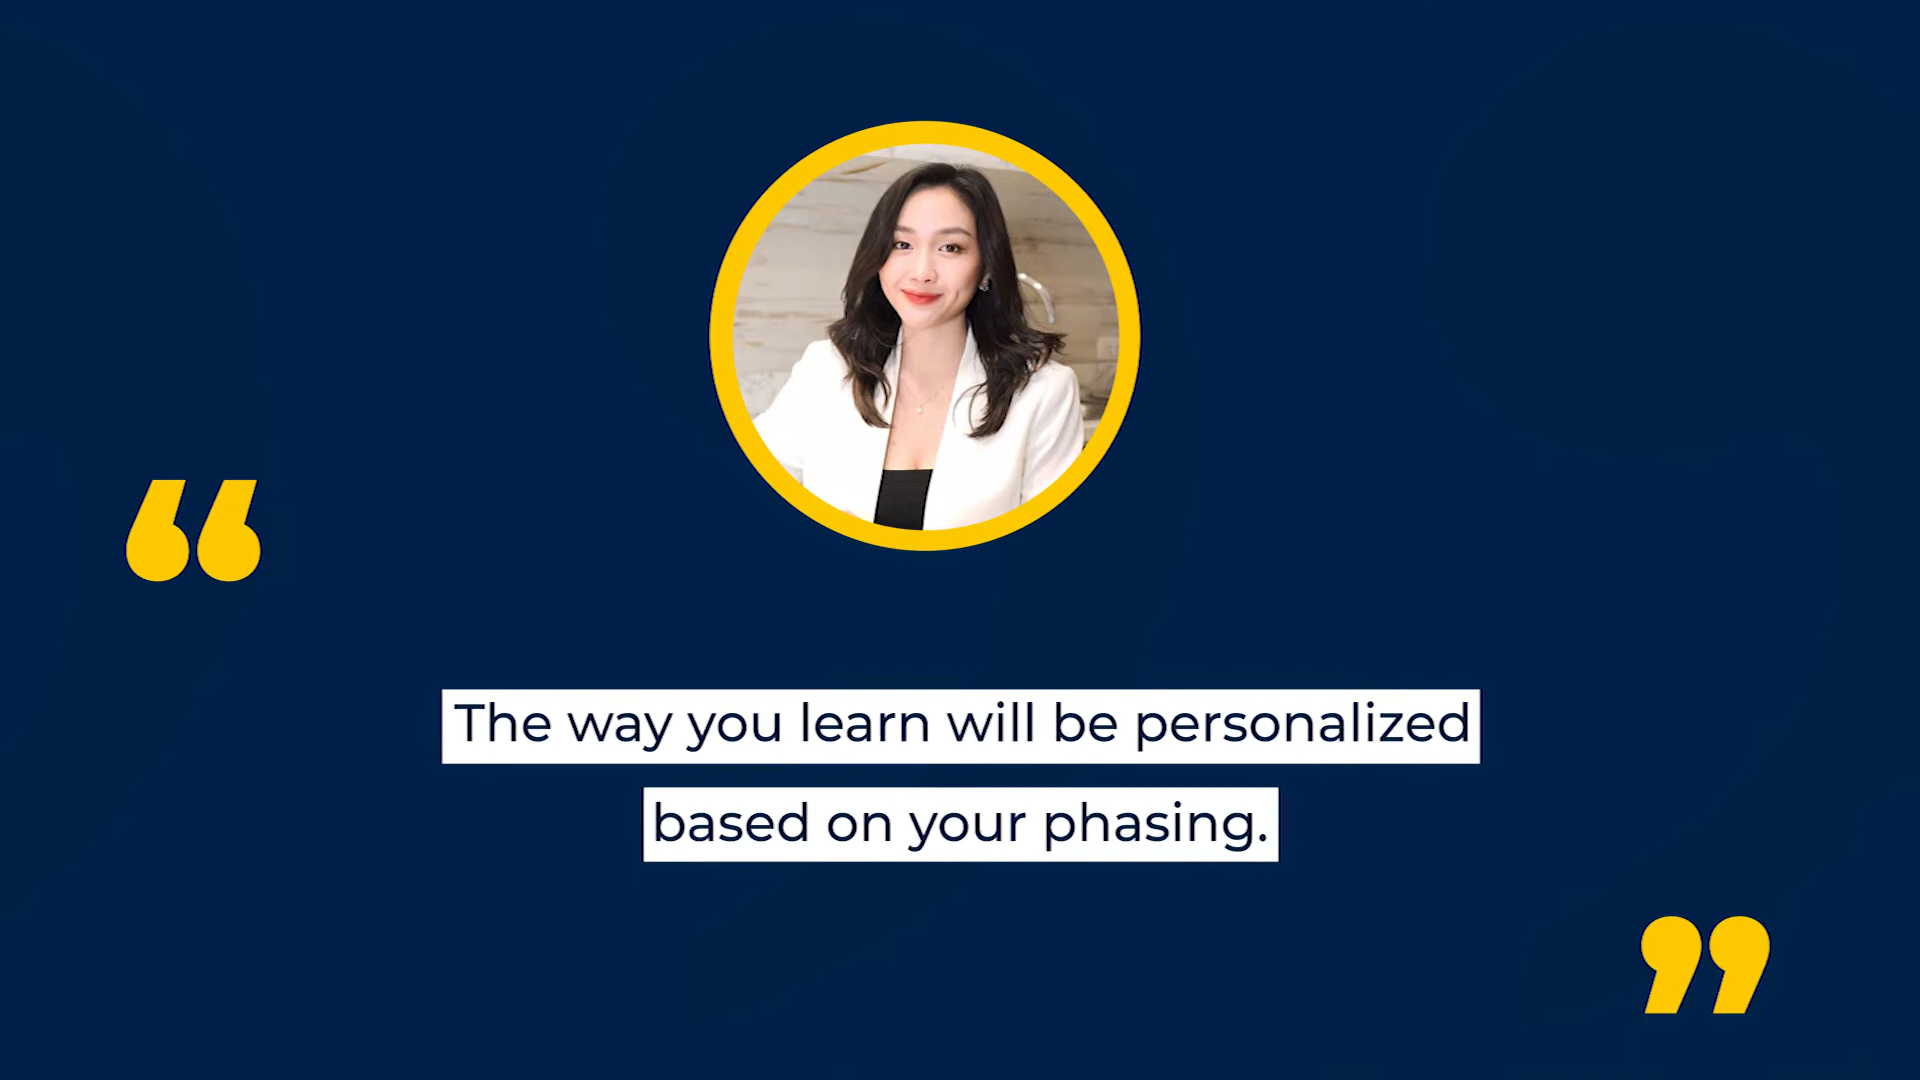 “
The way you learn will be personalized
based on your phasing.
”